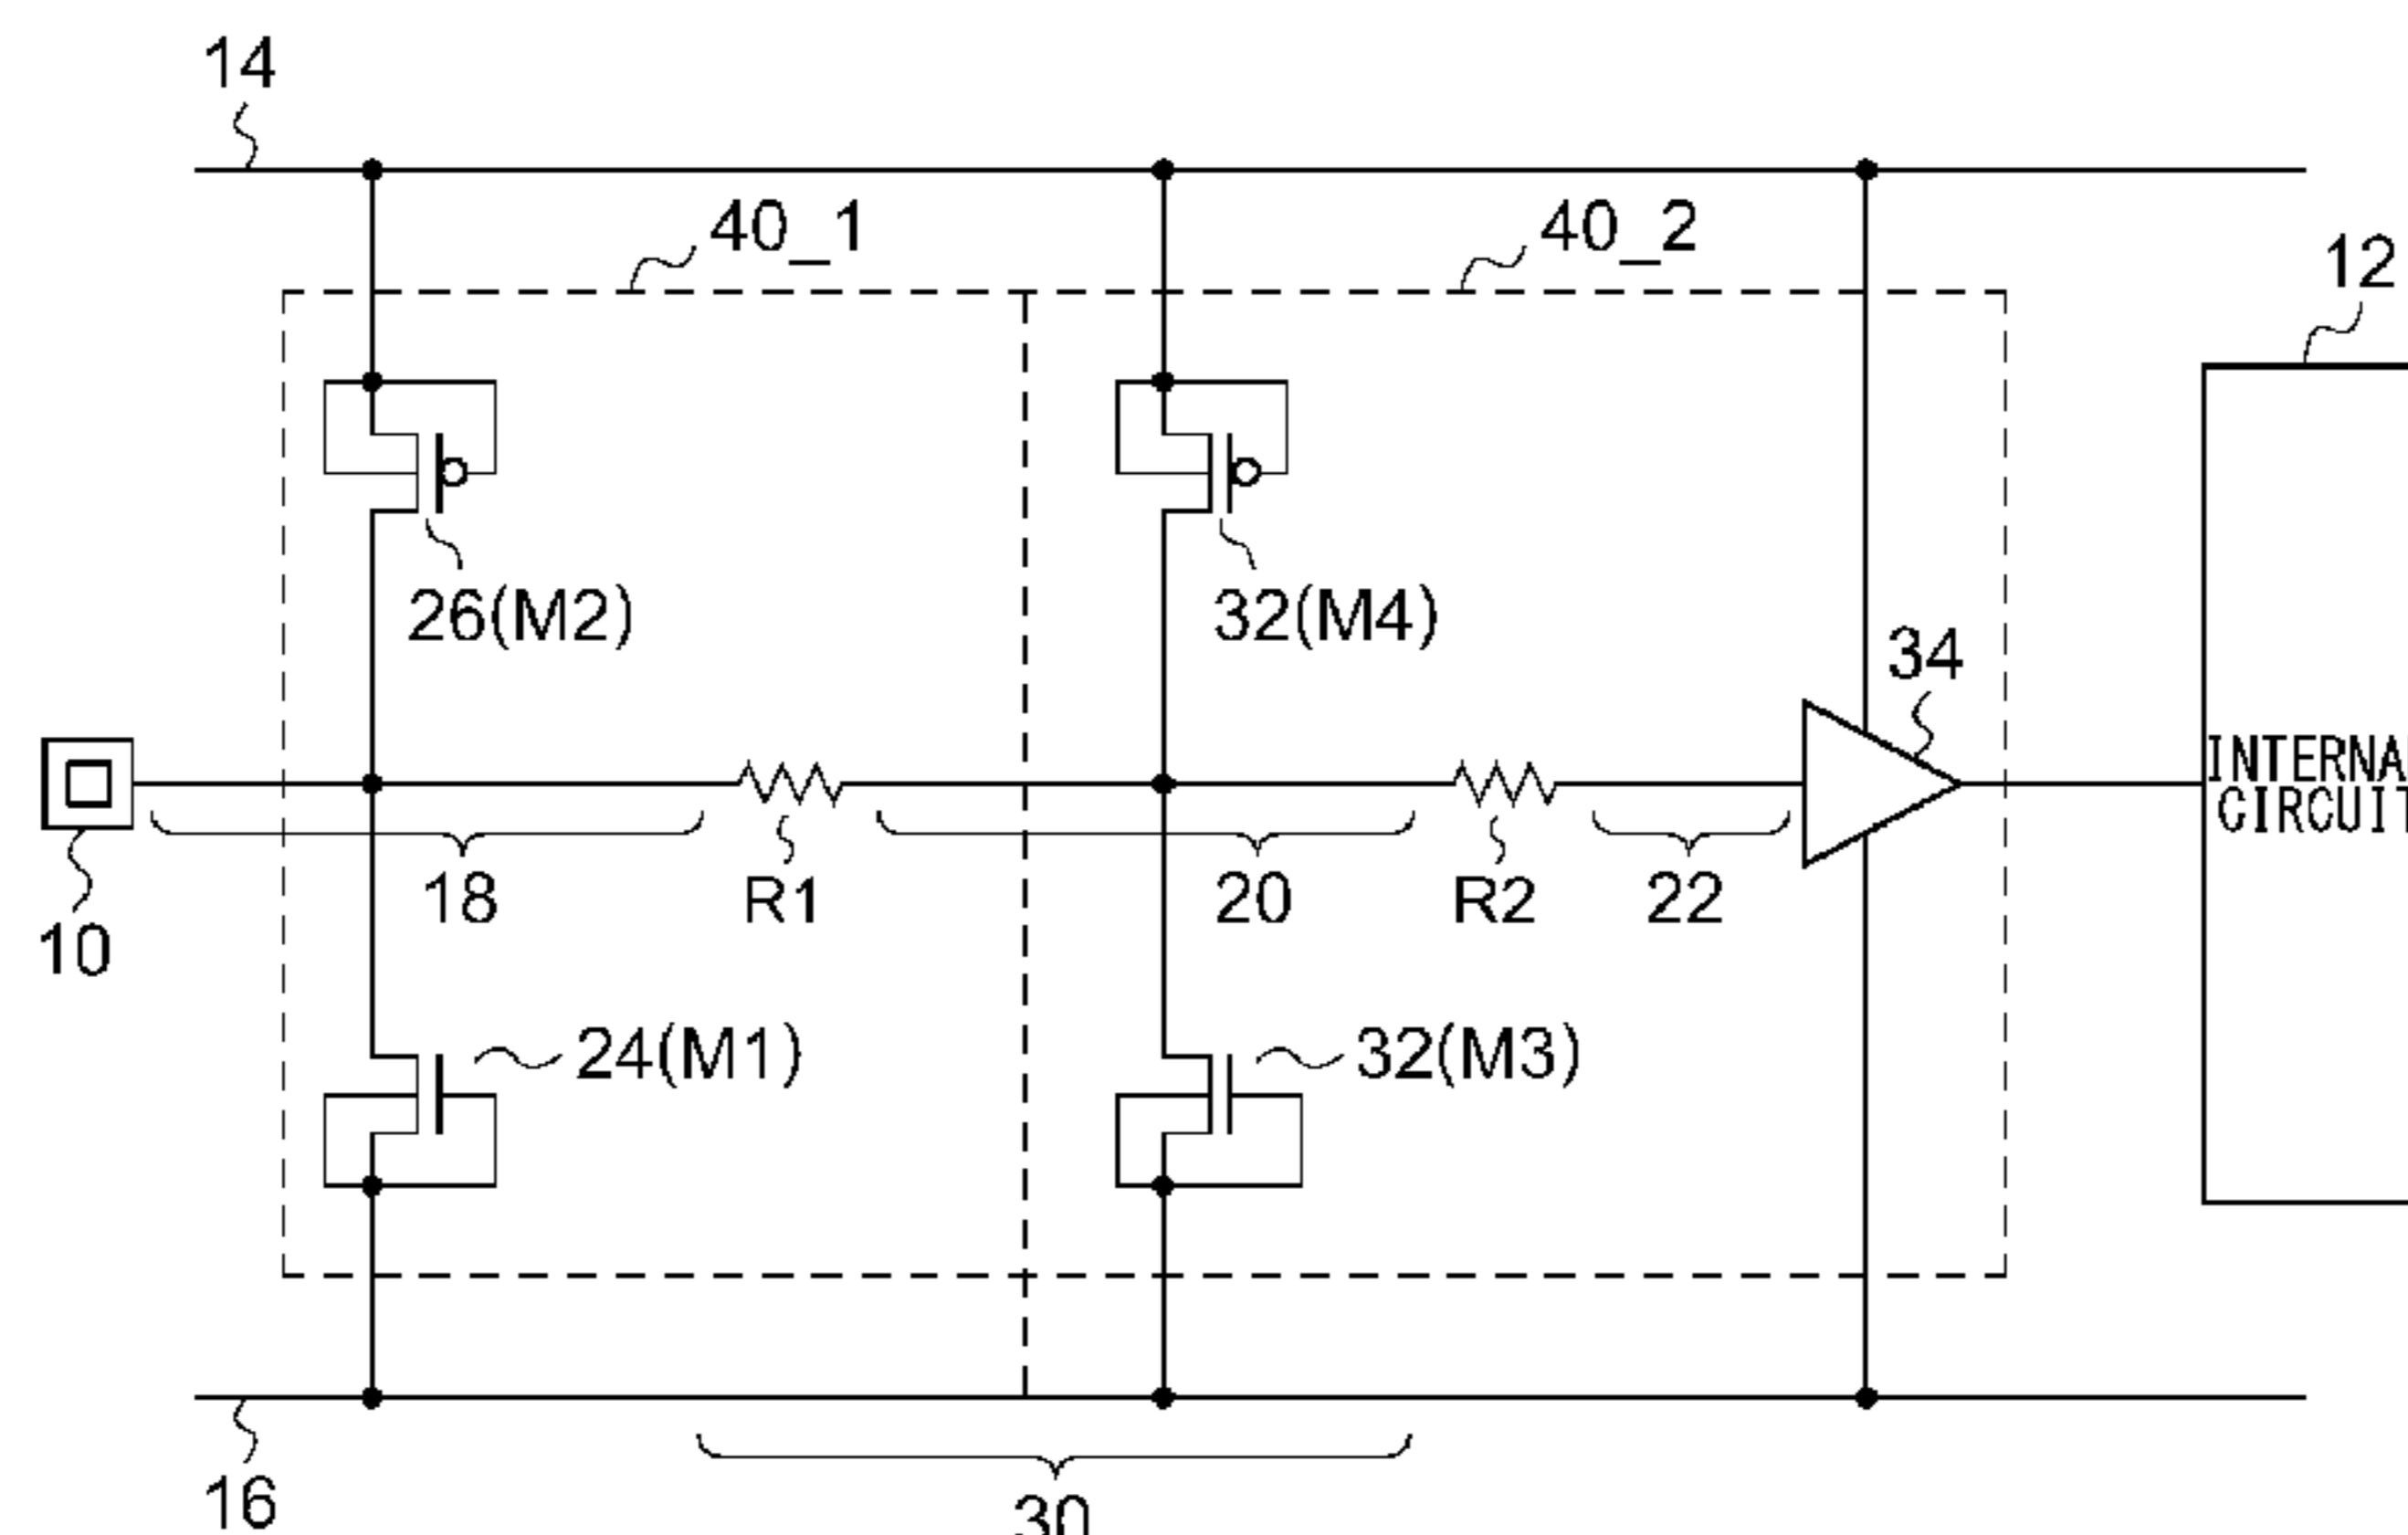 14
40_1
40_2
12
26(M2)
32(M4)
34
INTERNA
CIRCUIT
18
R1
20
R2
22
10
24(M1)
32(M3)
16
30